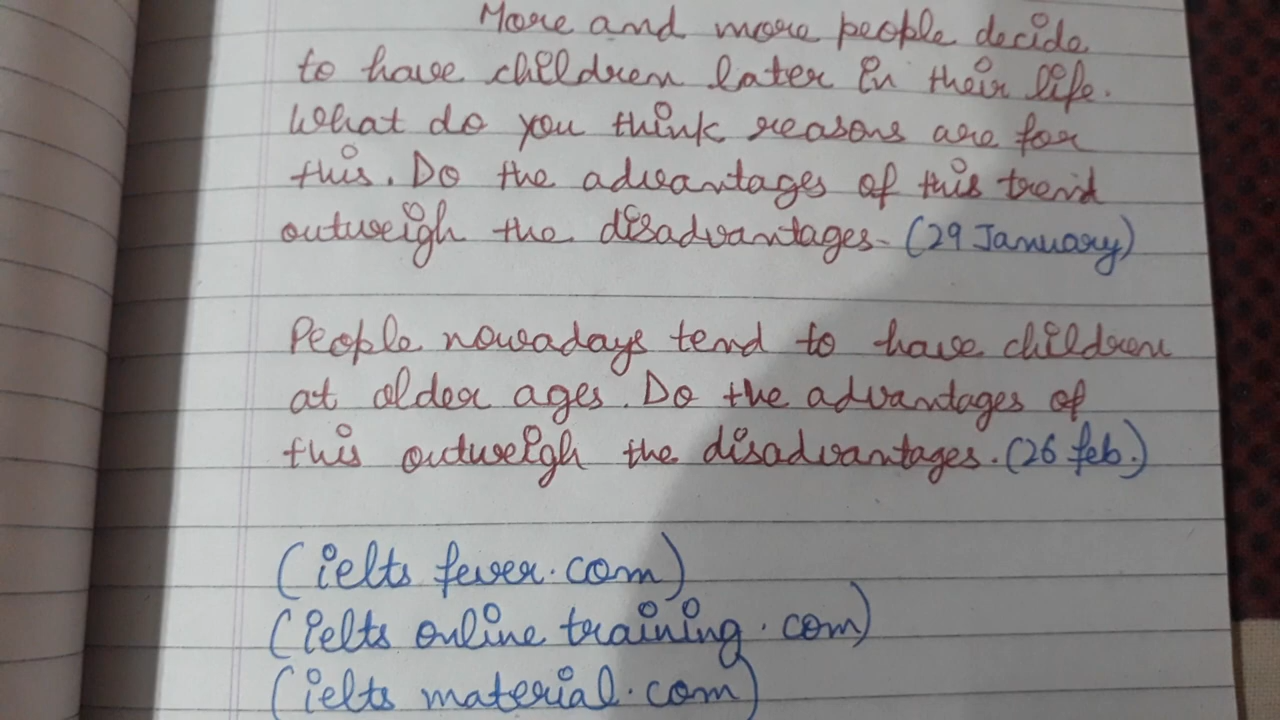 More and more people decide
to have children later in their life.
What do you think reasons are for
this. Do the advantages of this trend
outweigh the disadvantages- (29 January)
People nowadays tend to have children
at older ages. Do the advantages of
this outweigh the disadvantages. (26 feb.)
(ielts fever.com)
(ielts online training.com)
(ielts material.com)